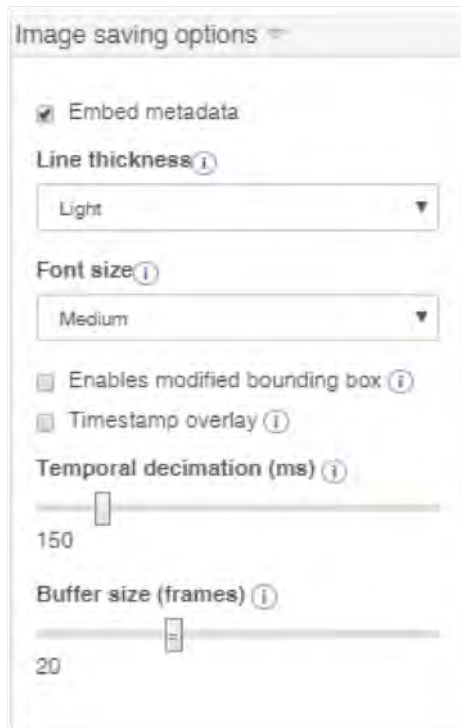 Image saving options
Embed metadata
Line thickness i
Light
Font size i
Medium
Enables modified bounding box i
Timestamp overlay i
Temporal decimation (ms) i
150
Buffer size (frames) i
20